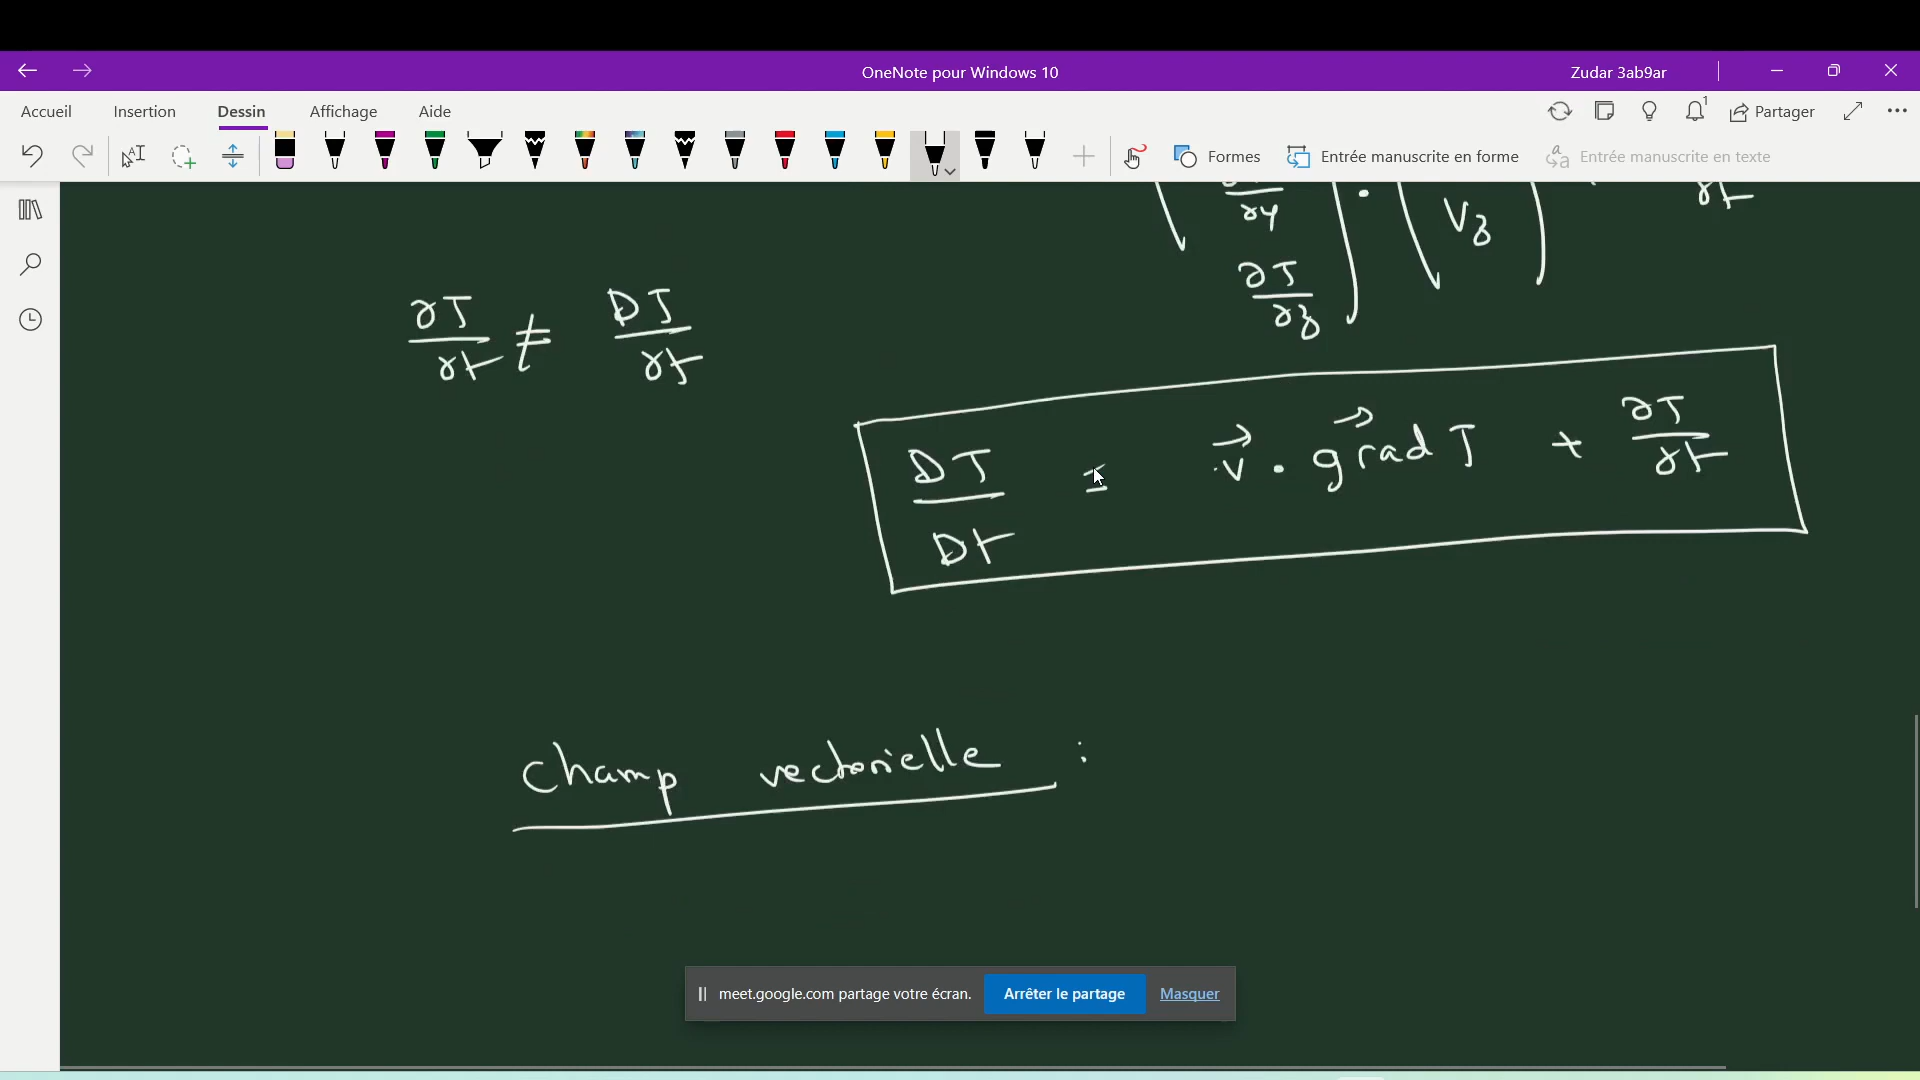 OneNote pour Windows 10
Zudar 3ab9ar
Accueil Insertion Dessin Affichage Aide
1
Partager
Formes Entrée manuscrite en forme Entrée manuscrite en texte
∂T/∂y
∂T/∂z
·
V_z
∂t
∂T/∂t ≠ DT/∂t
DT/Dt = v⃗ · grad⃗ T + ∂T/∂t
Champ vectorielle :
meet.google.com partage votre écran. Arrêter le partage Masquer